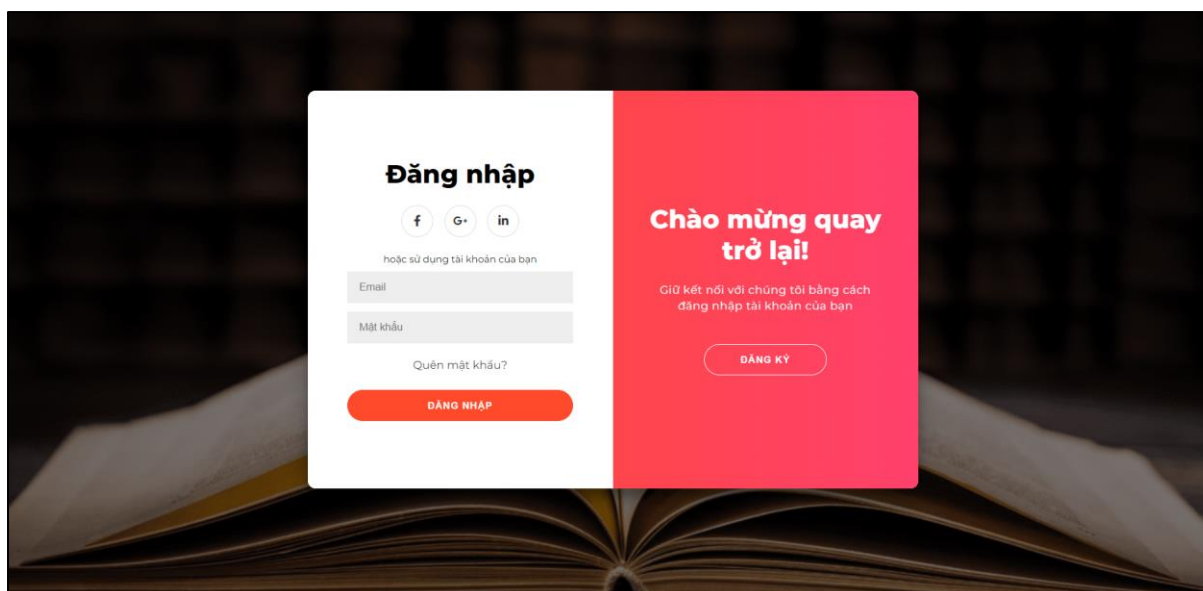 Đăng nhập
f
G+
in
hoặc sử dụng tài khoản của bạn
Email
Mật khẩu
Quên mật khẩu?
ĐĂNG NHẬP
Chào mừng quay
trở lại!
Giữ kết nối với chúng tôi bằng cách
đăng nhập tài khoản của bạn
ĐĂNG KÝ